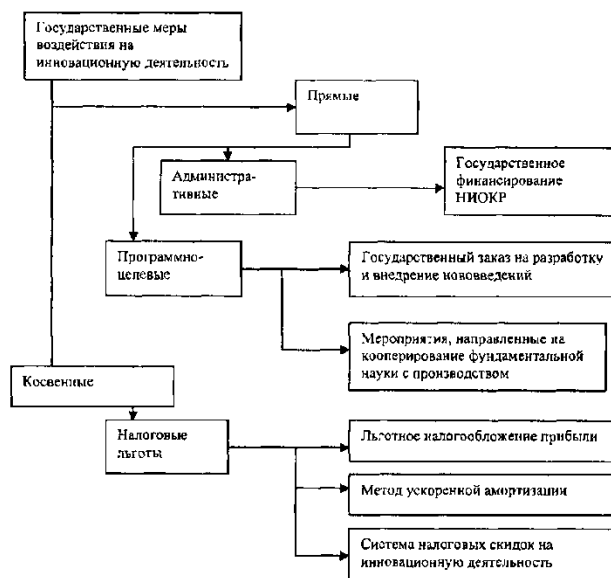 Государственные меры
воздействия на
инновационную деятельность
Прямые
Администра-
тивные
Государственное
финансирование
НИОКР
Программно-
целевые
Государственный заказ на разработку
и внедрение нововведений
Мероприятия, направленные на
кооперирование фундаментальной
науки с производством
Косвенные
Налоговые
льготы
Льготное налогообложение прибыли
Метод ускоренной амортизации
Система налоговых скидок на
инновационную деятельность